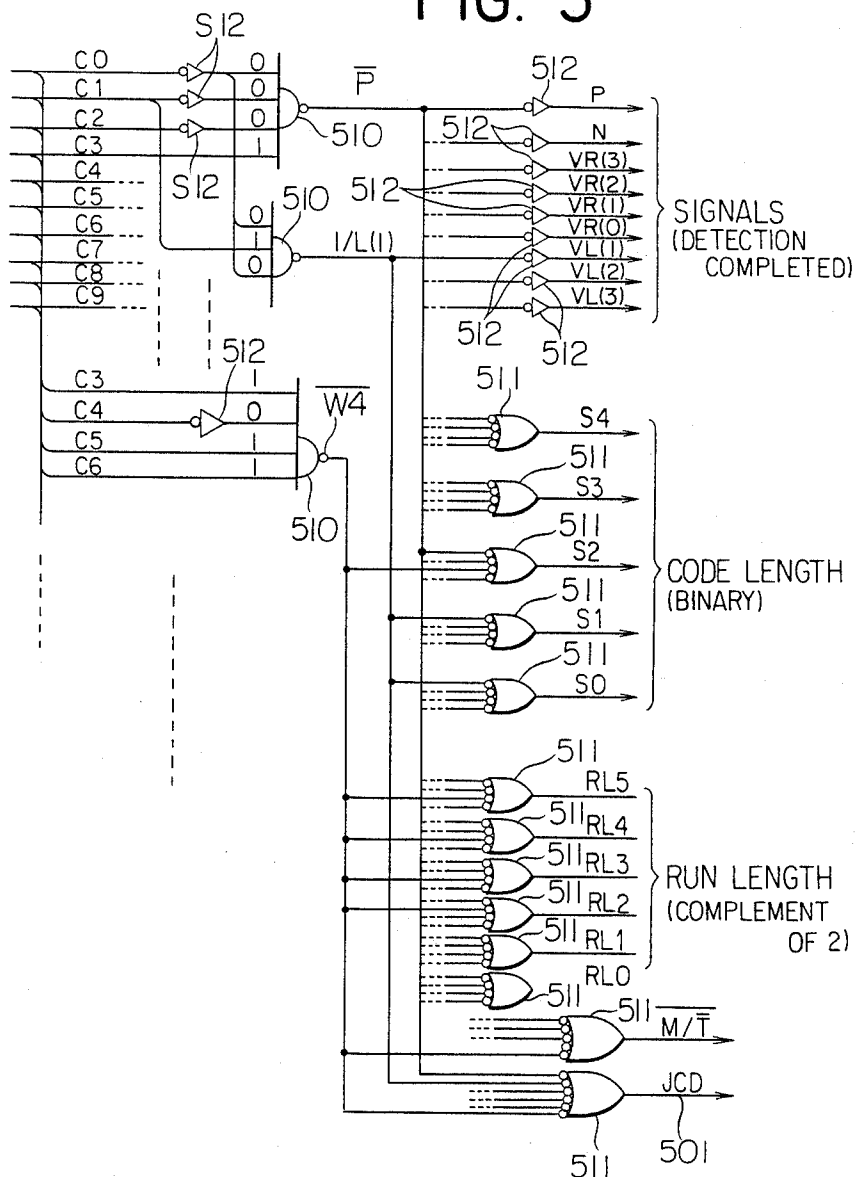 FIG. 5
C0 S12 0 P̅ 512 P
C1 0 N
C2 0 510 512 VR(3)
C3 S12 1 VR(2)
C4 512 VR(1)
C5 510 VR(0)
C6 0 VL(1)
C7 1 1/L(1) VL(2)
C8 0 VL(3)
C9 512 512
SIGNALS
(DETECTION
COMPLETED)
C3 512 1
C4 0 W̅4̅
C5 1
C6 1 510
511 S4
511 S3
511 S2
511 S1
511 S0
CODE LENGTH
(BINARY)
511 RL5
511 RL4
511 RL3
511 RL2
511 RL1
511 RL0
RUN LENGTH
(COMPLEMENT
OF 2)
511 M/T̅
JCD
511 501